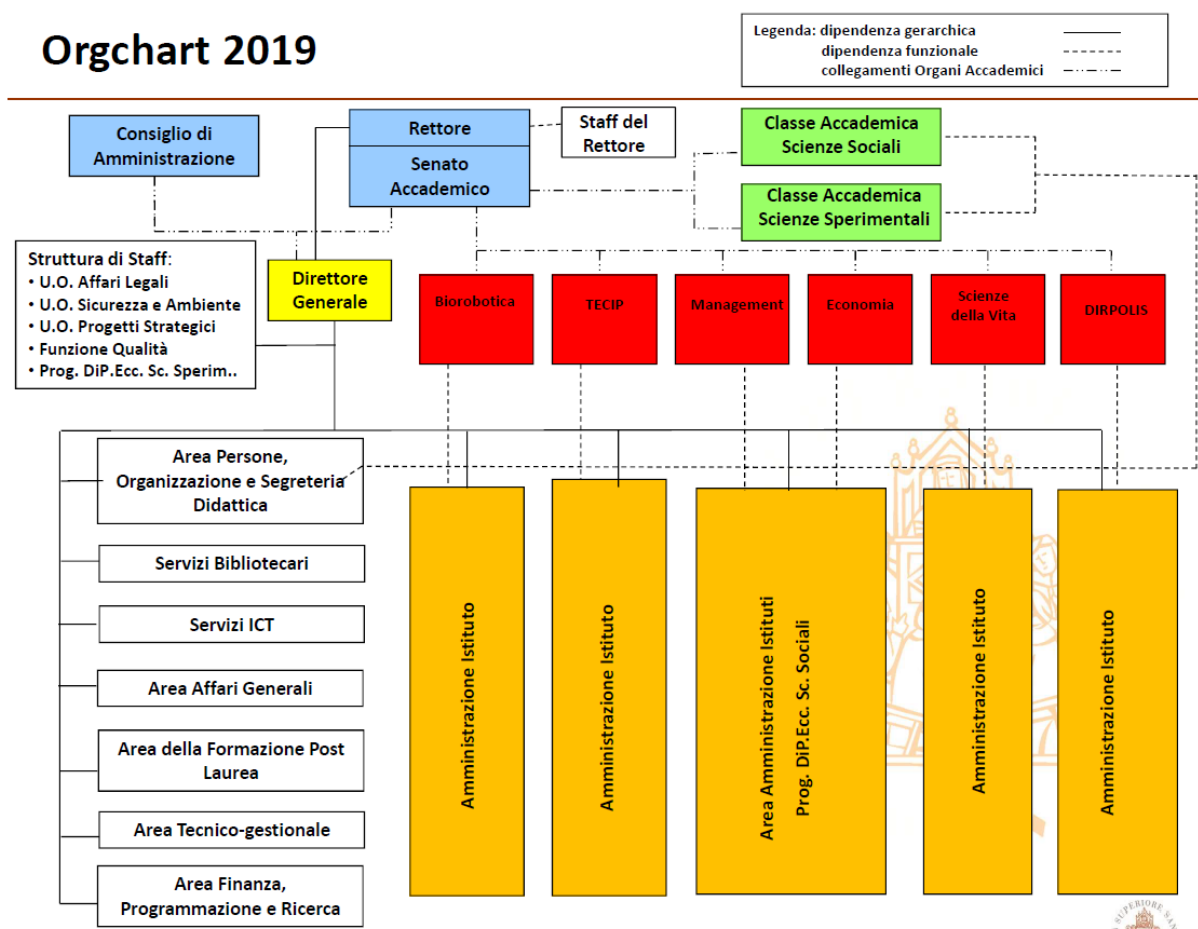 Orgchart 2019
Legenda: dipendenza gerarchica
dipendenza funzionale
collegamenti Organi Accademici
Consiglio di
Amministrazione
Rettore
Senato
Accademico
Staff del
Rettore
Classe Accademica
Scienze Sociali
Classe Accademica
Scienze Sperimentali
Struttura di Staff:
• U.O. Affari Legali
• U.O. Sicurezza e Ambiente
• U.O. Progetti Strategici
• Funzione Qualità
• Prog. DiP.Ecc. Sc. Sperim..
Direttore
Generale
Biorobotica
TECIP
Management
Economia
Scienze
della Vita
DIRPOLIS
Area Persone,
Organizzazione e Segreteria
Didattica
Servizi Bibliotecari
Servizi ICT
Area Affari Generali
Area della Formazione Post
Laurea
Area Tecnico-gestionale
Area Finanza,
Programmazione e Ricerca
Amministrazione Istituto
Amministrazione Istituto
Area Amministrazione Istituti
Prog. DiP.Ecc. Sc. Sociali
Amministrazione Istituto
Amministrazione Istituto
SUPERIORE